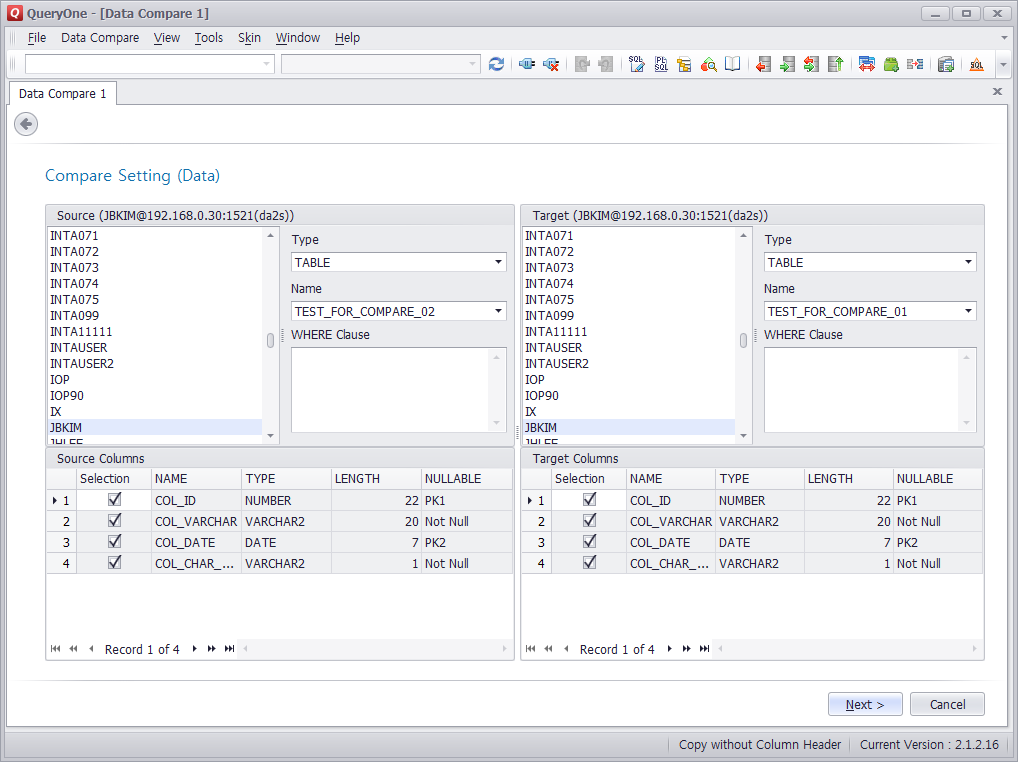 QueryOne - [Data Compare 1]
File Data Compare View Tools Skin Window Help
SQL PL SQL SQL
Data Compare 1
Compare Setting (Data)
Source (JBKIM@192.168.0.30:1521(da2s))
INTA071
INTA072
INTA073
INTA074
INTA075
INTA099
INTA11111
INTAUSER
INTAUSER2
IOP
IOP90
IX
JBKIM
JHLEE
Type
TABLE
Name
TEST_FOR_COMPARE_02
WHERE Clause
Target (JBKIM@192.168.0.30:1521(da2s))
INTA071
INTA072
INTA073
INTA074
INTA075
INTA099
INTA11111
INTAUSER
INTAUSER2
IOP
IOP90
IX
JBKIM
JHLEE
Type
TABLE
Name
TEST_FOR_COMPARE_01
WHERE Clause
Source Columns
Selection NAME TYPE LENGTH NULLABLE
1 COL_ID NUMBER 22 PK1
2 COL_VARCHAR VARCHAR2 20 Not Null
3 COL_DATE DATE 7 PK2
4 COL_CHAR_... VARCHAR2 1 Not Null
Record 1 of 4
Target Columns
Selection NAME TYPE LENGTH NULLABLE
1 COL_ID NUMBER 22 PK1
2 COL_VARCHAR VARCHAR2 20 Not Null
3 COL_DATE DATE 7 PK2
4 COL_CHAR_... VARCHAR2 1 Not Null
Record 1 of 4
Next > Cancel
Copy without Column Header Current Version : 2.1.2.16